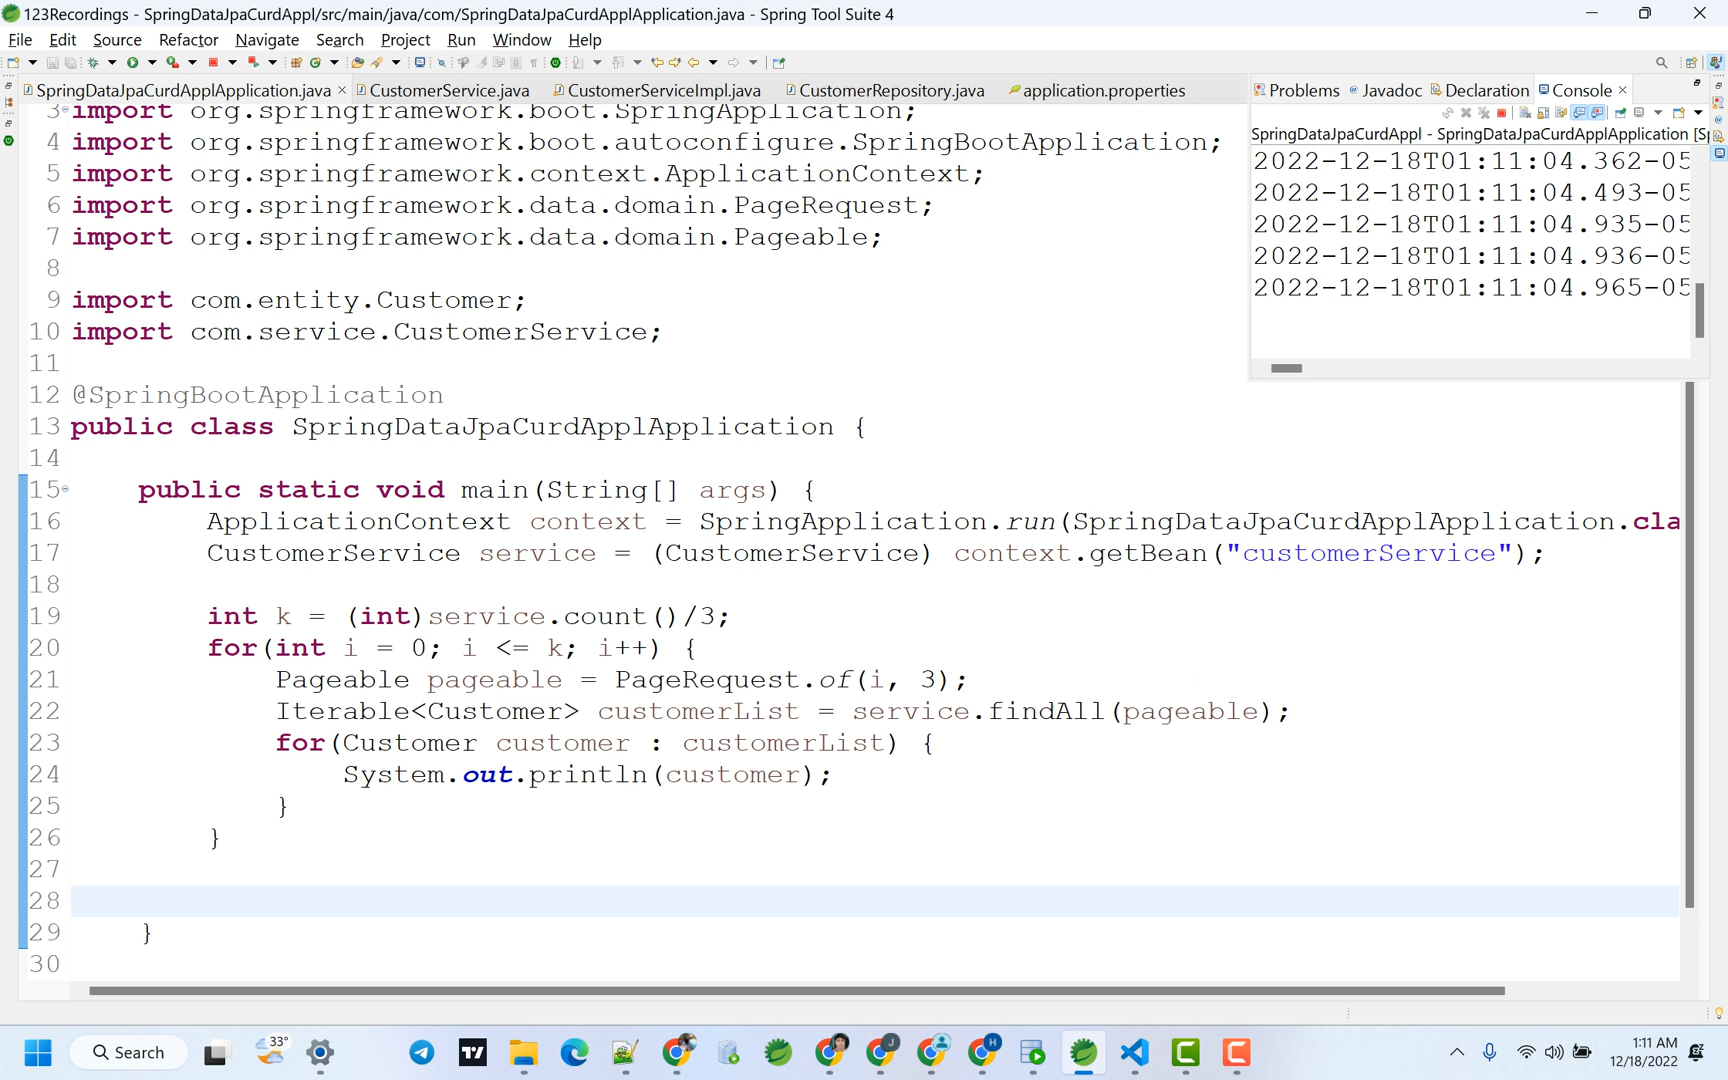 123Recordings - SpringDataJpaCurdAppl/src/main/java/com/SpringDataJpaCurdApplApplication.java - Spring Tool Suite 4
File Edit Source Refactor Navigate Search Project Run Window Help
SpringDataJpaCurdApplApplication.java CustomerService.java CustomerServiceImpl.java CustomerRepository.java application.properties
Problems Javadoc Declaration Console
SpringDataJpaCurdAppl - SpringDataJpaCurdApplApplication [S
2022-12-18T01:11:04.362-05
2022-12-18T01:11:04.493-05
2022-12-18T01:11:04.935-05
2022-12-18T01:11:04.936-05
2022-12-18T01:11:04.965-05
3 import org.springframework.boot.SpringApplication;
4 import org.springframework.boot.autoconfigure.SpringBootApplication;
5 import org.springframework.context.ApplicationContext;
6 import org.springframework.data.domain.PageRequest;
7 import org.springframework.data.domain.Pageable;
8
9 import com.entity.Customer;
10 import com.service.CustomerService;
11
12 @SpringBootApplication
13 public class SpringDataJpaCurdApplApplication {
14
15 public static void main(String[] args) {
16 ApplicationContext context = SpringApplication.run(SpringDataJpaCurdApplApplication.cla
17 CustomerService service = (CustomerService) context.getBean("customerService");
18
19 int k = (int)service.count()/3;
20 for(int i = 0; i <= k; i++) {
21 Pageable pageable = PageRequest.of(i, 3);
22 Iterable<Customer> customerList = service.findAll(pageable);
23 for(Customer customer : customerList) {
24 System.out.println(customer);
25 }
26 }
27
28
29 }
30
Search
33°
1:11 AM
12/18/2022